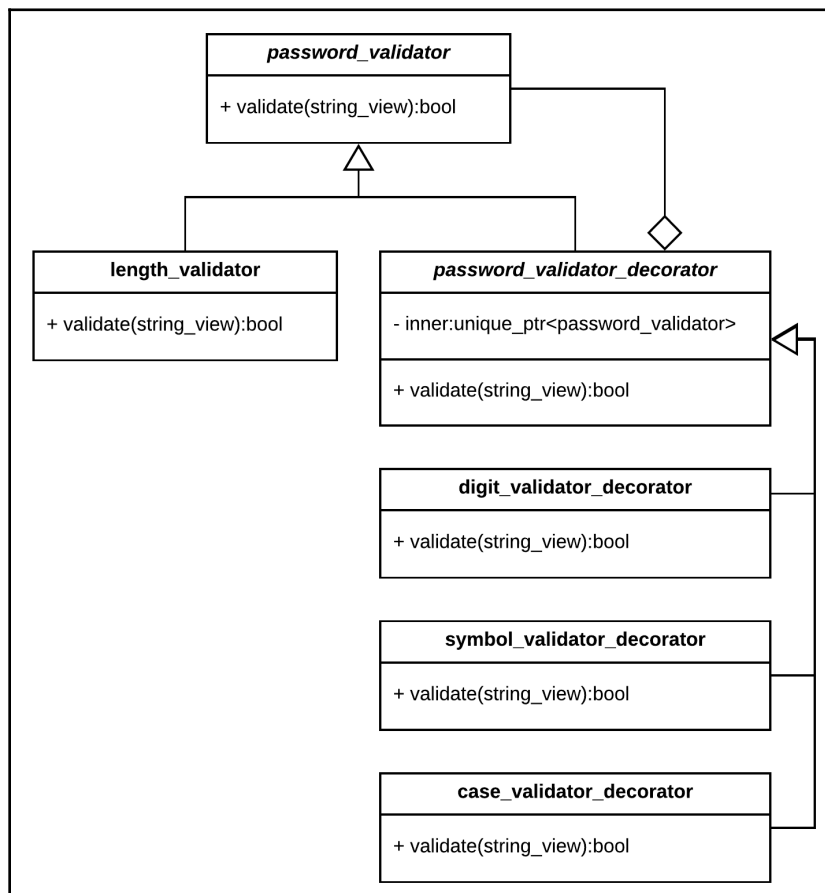 password_validator
+ validate(string_view):bool
length_validator
+ validate(string_view):bool
password_validator_decorator
- inner:unique_ptr<password_validator>
+ validate(string_view):bool
digit_validator_decorator
+ validate(string_view):bool
symbol_validator_decorator
+ validate(string_view):bool
case_validator_decorator
+ validate(string_view):bool